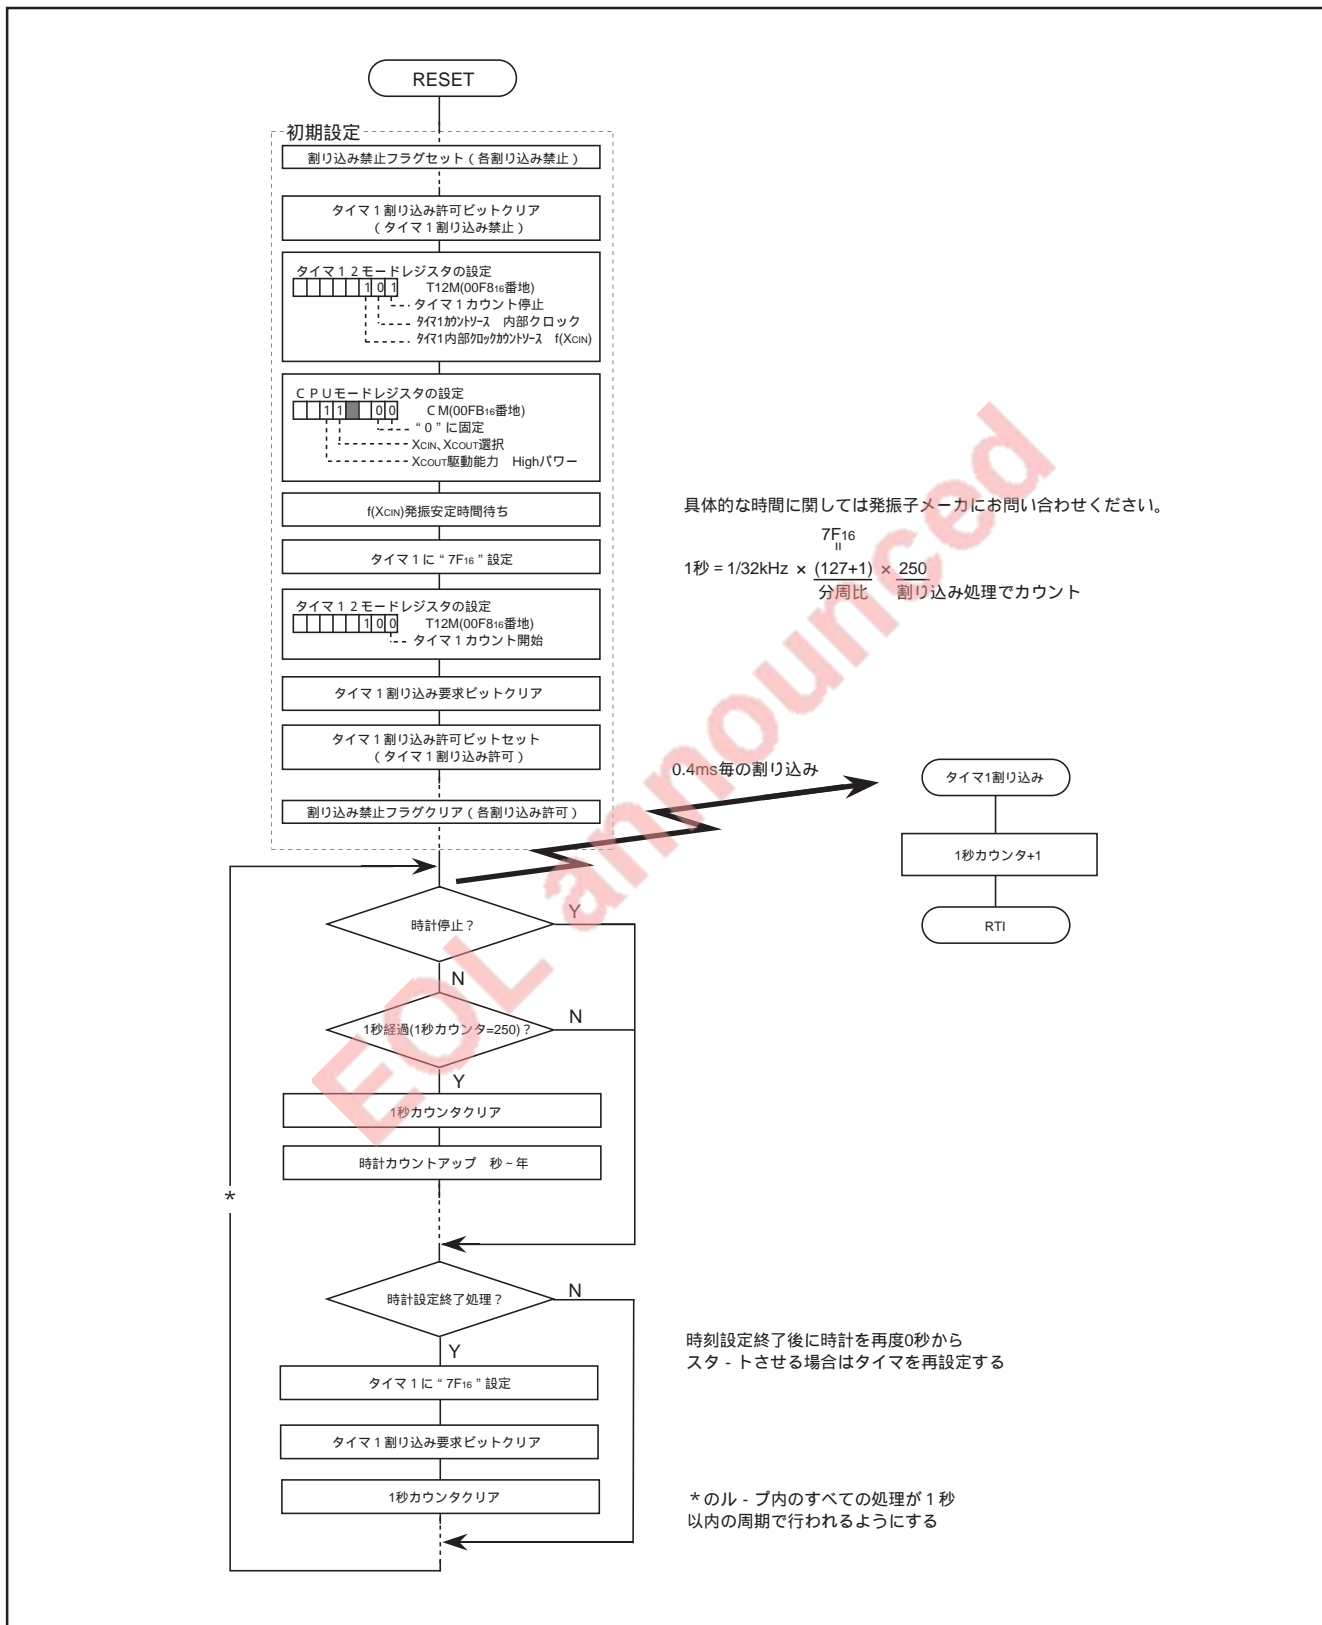 RESET
初期設定
割り込み禁止フラグセット ( 各割り込み禁止 )
タイマ１割り込み許可ビットクリア
( タイマ１割り込み禁止 )
タイマ１２モードレジスタの設定
1 0 1 T12M(00F816番地)
タイマ１カウント停止
ﾀｲﾏ1ｶｳﾝﾄｿｰｽ 内部クロック
ﾀｲﾏ1内部ｸﾛｯｸｶｳﾝﾄｿｰｽ f(XCIN)
ＣＰＵモードレジスタの設定
1 1 0 0 ＣＭ(00FB16番地)
“ 0 ” に固定
XCIN、XCOUT選択
XCOUT駆動能力 Highパワー
f(XCIN)発振安定時間待ち
具体的な時間に関しては発振子メーカにお問い合わせください。
タイマ１に “ 7F16 ” 設定
7F16
=
1秒 = 1/32kHz × (127+1) × 250
分周比 割り込み処理でカウント
タイマ１２モードレジスタの設定
1 0 0 T12M(00F816番地)
タイマ１カウント開始
タイマ１割り込み要求ビットクリア
タイマ１割り込み許可ビットセット
( タイマ１割り込み許可 )
割り込み禁止フラグクリア ( 各割り込み許可 )
0.4ms毎の割り込み
タイマ1割り込み
1秒カウンタ+1
RTI
時計停止？
Y
N
1秒経過(1秒カウンタ=250)？
N
Y
1秒カウンタクリア
時計カウントアップ 秒～年
*
時計設定終了処理？
N
Y
時刻設定終了後に時計を再度0秒から
スタ - トさせる場合はタイマを再設定する
タイマ１に “ 7F16 ” 設定
タイマ１割り込み要求ビットクリア
1秒カウンタクリア
*のル - プ内のすべての処理が１秒
以内の周期で行われるようにする
EOL announced